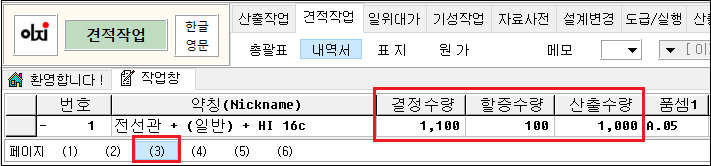 이지 견적작업 한글 영문
산출작업 견적작업 일위대가 기성작업 자료사전 설계변경 도급/실행
총괄표 내역서 표 지 원 가 메모 [ 이
환영합니다 ! 작업창
번호 약칭(Nickname) 결정수량 할증수량 산출수량 품셈1
- 1 전선관 + (일반) + HI 16c 1,100 100 1,000 A.05
페이지 (1) (2) (3) (4) (5) (6)